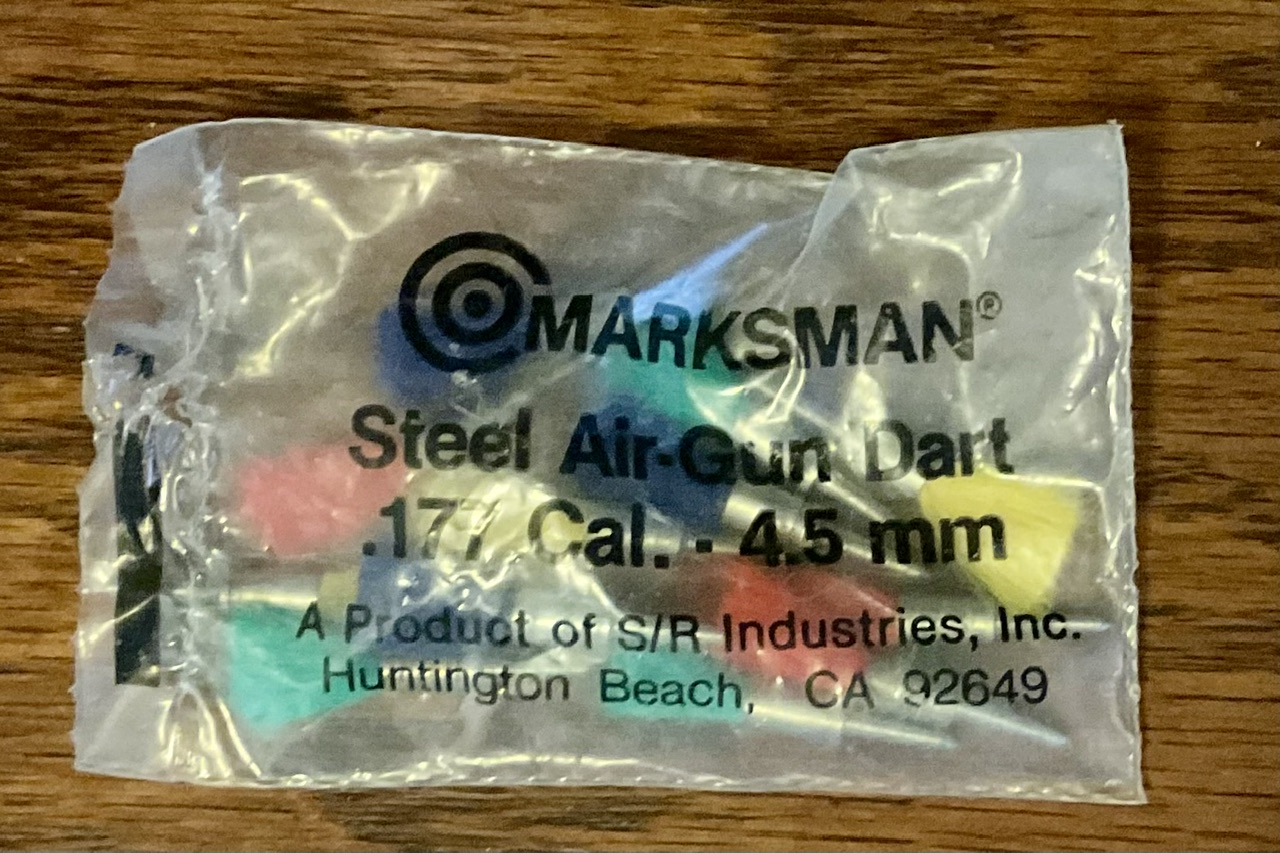 MARKSMAN®
Steel Air-Gun Dart
.177 Cal. - 4.5 mm
A Product of S/R Industries, Inc.
Huntington Beach, CA 92649